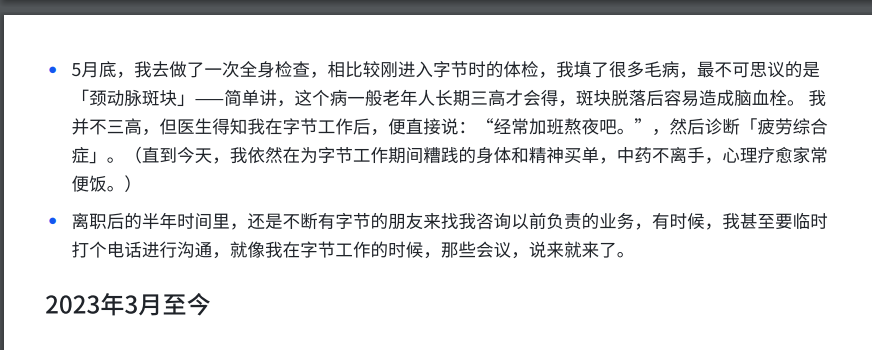 5月底，我去做了一次全身检查，相比较刚进入字节时的体检，我填了很多毛病，最不可思议的是
「颈动脉斑块」——简单讲，这个病一般老年人长期三高才会得，斑块脱落后容易造成脑血栓。 我
并不三高，但医生得知我在字节工作后，便直接说： “经常加班熬夜吧。” ，然后诊断「疲劳综合
症」。（直到今天，我依然在为字节工作期间糟践的身体和精神买单，中药不离手，心理疗愈家常
便饭。）
离职后的半年时间里，还是不断有字节的朋友来找我咨询以前负责的业务，有时候，我甚至要临时
打个电话进行沟通，就像我在字节工作的时候，那些会议，说来就来了。
2023年3月至今